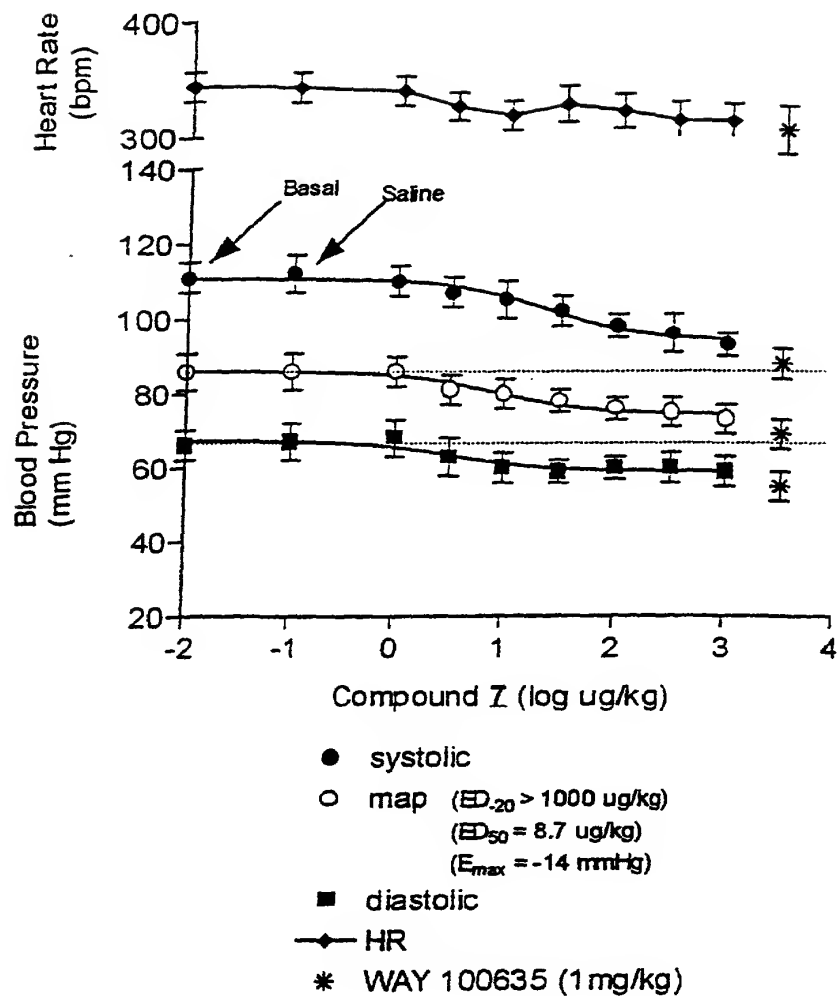 400
Heart Rate
(bpm)
300
140
Basal
Saline
120
100
80
60
40
20
Blood Pressure
(mm Hg)
-2 -1 0 1 2 3 4
Compound 7 (log ug/kg)
systolic
map (ED-20 > 1000 ug/kg)
(ED50 = 8.7 ug/kg)
(Emax = -14 mmHg)
diastolic
HR
WAY 100635 (1mg/kg)